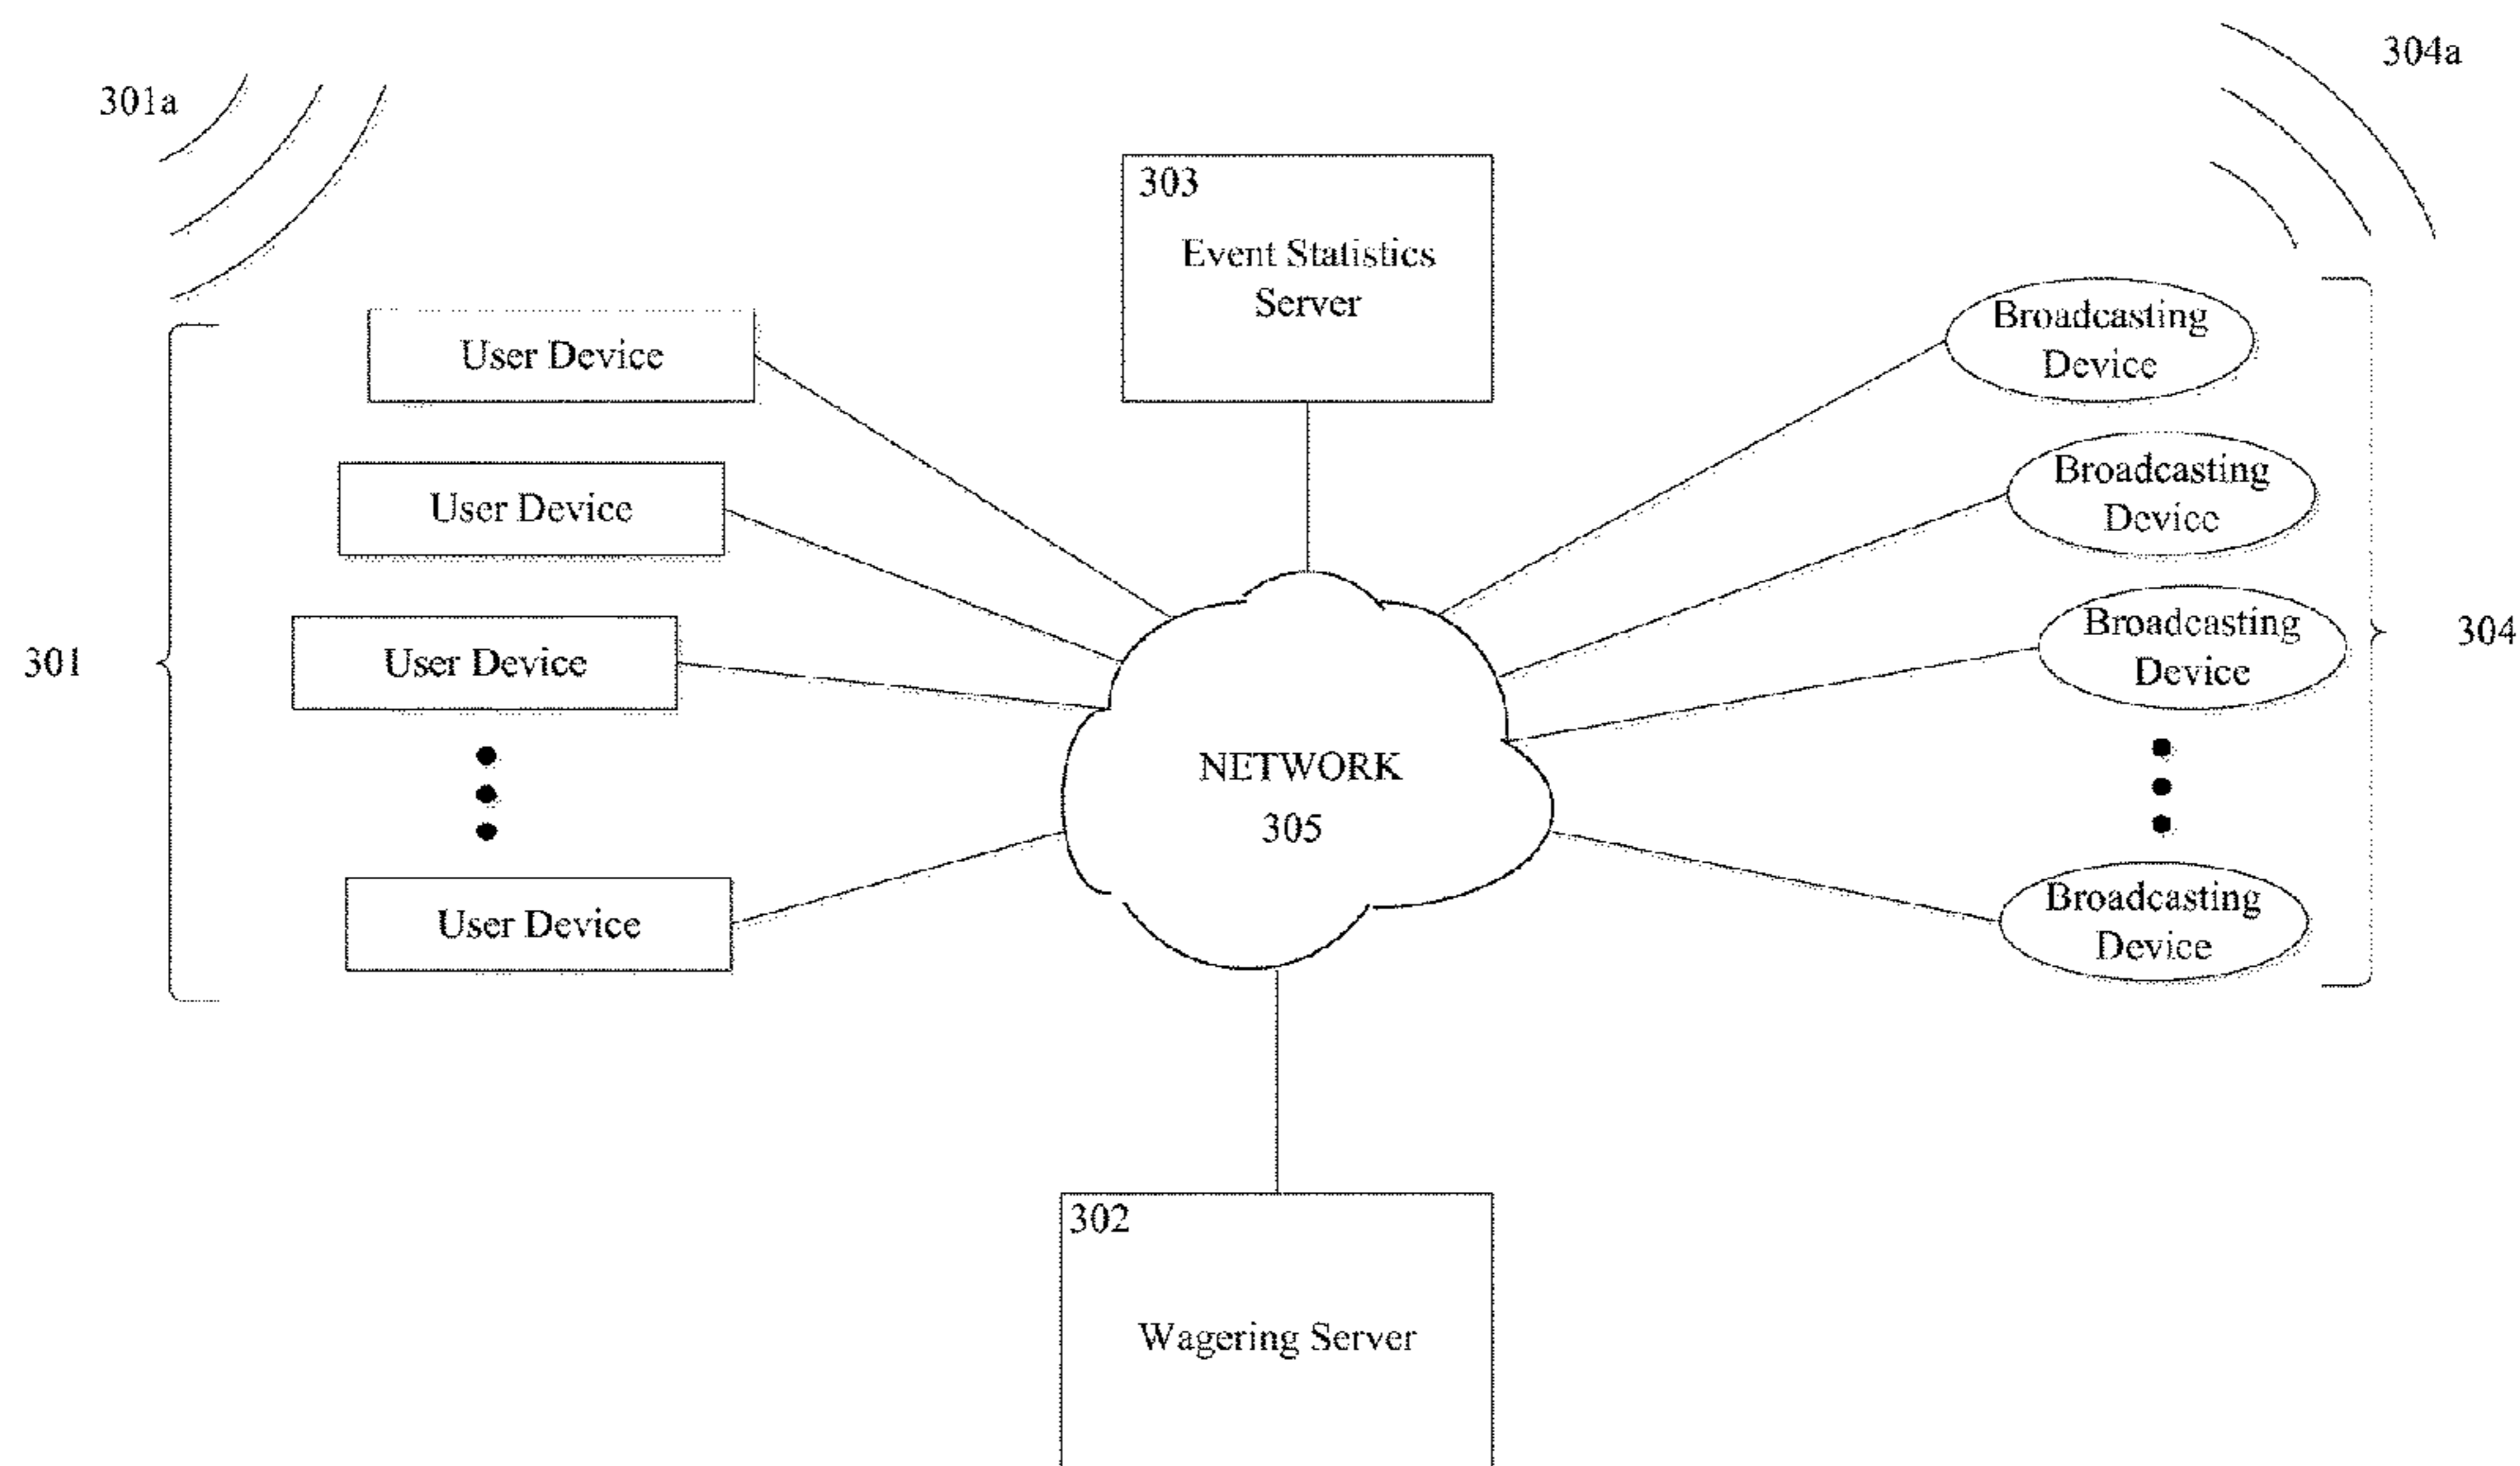 301a
304a
303
Event Statistics
Server
User Device
User Device
301
User Device
User Device
NETWORK
305
Broadcasting
Device
Broadcasting
Device
Broadcasting
Device
304
Broadcasting
Device
302
Wagering Server